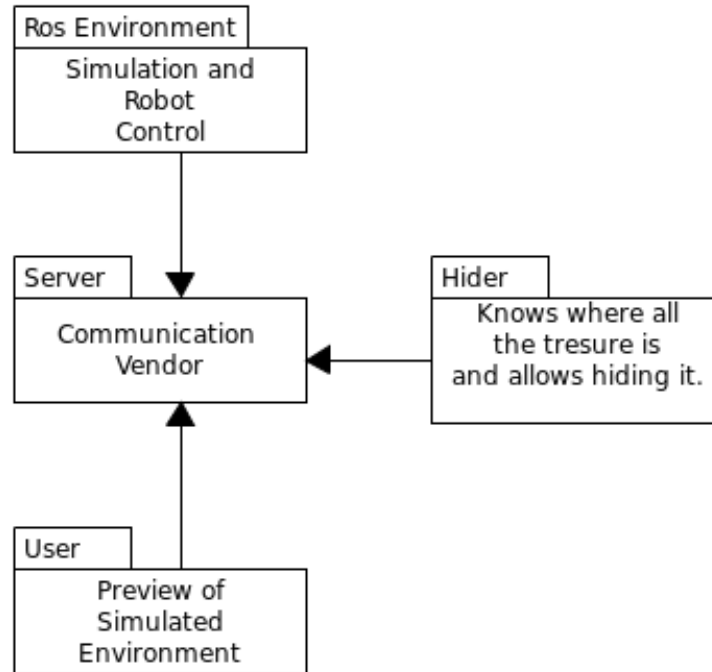 Ros Environment
Simulation and
Robot
Control
Server
Communication
Vendor
Hider
Knows where all
the tresure is
and allows hiding it.
User
Preview of
Simulated
Environment